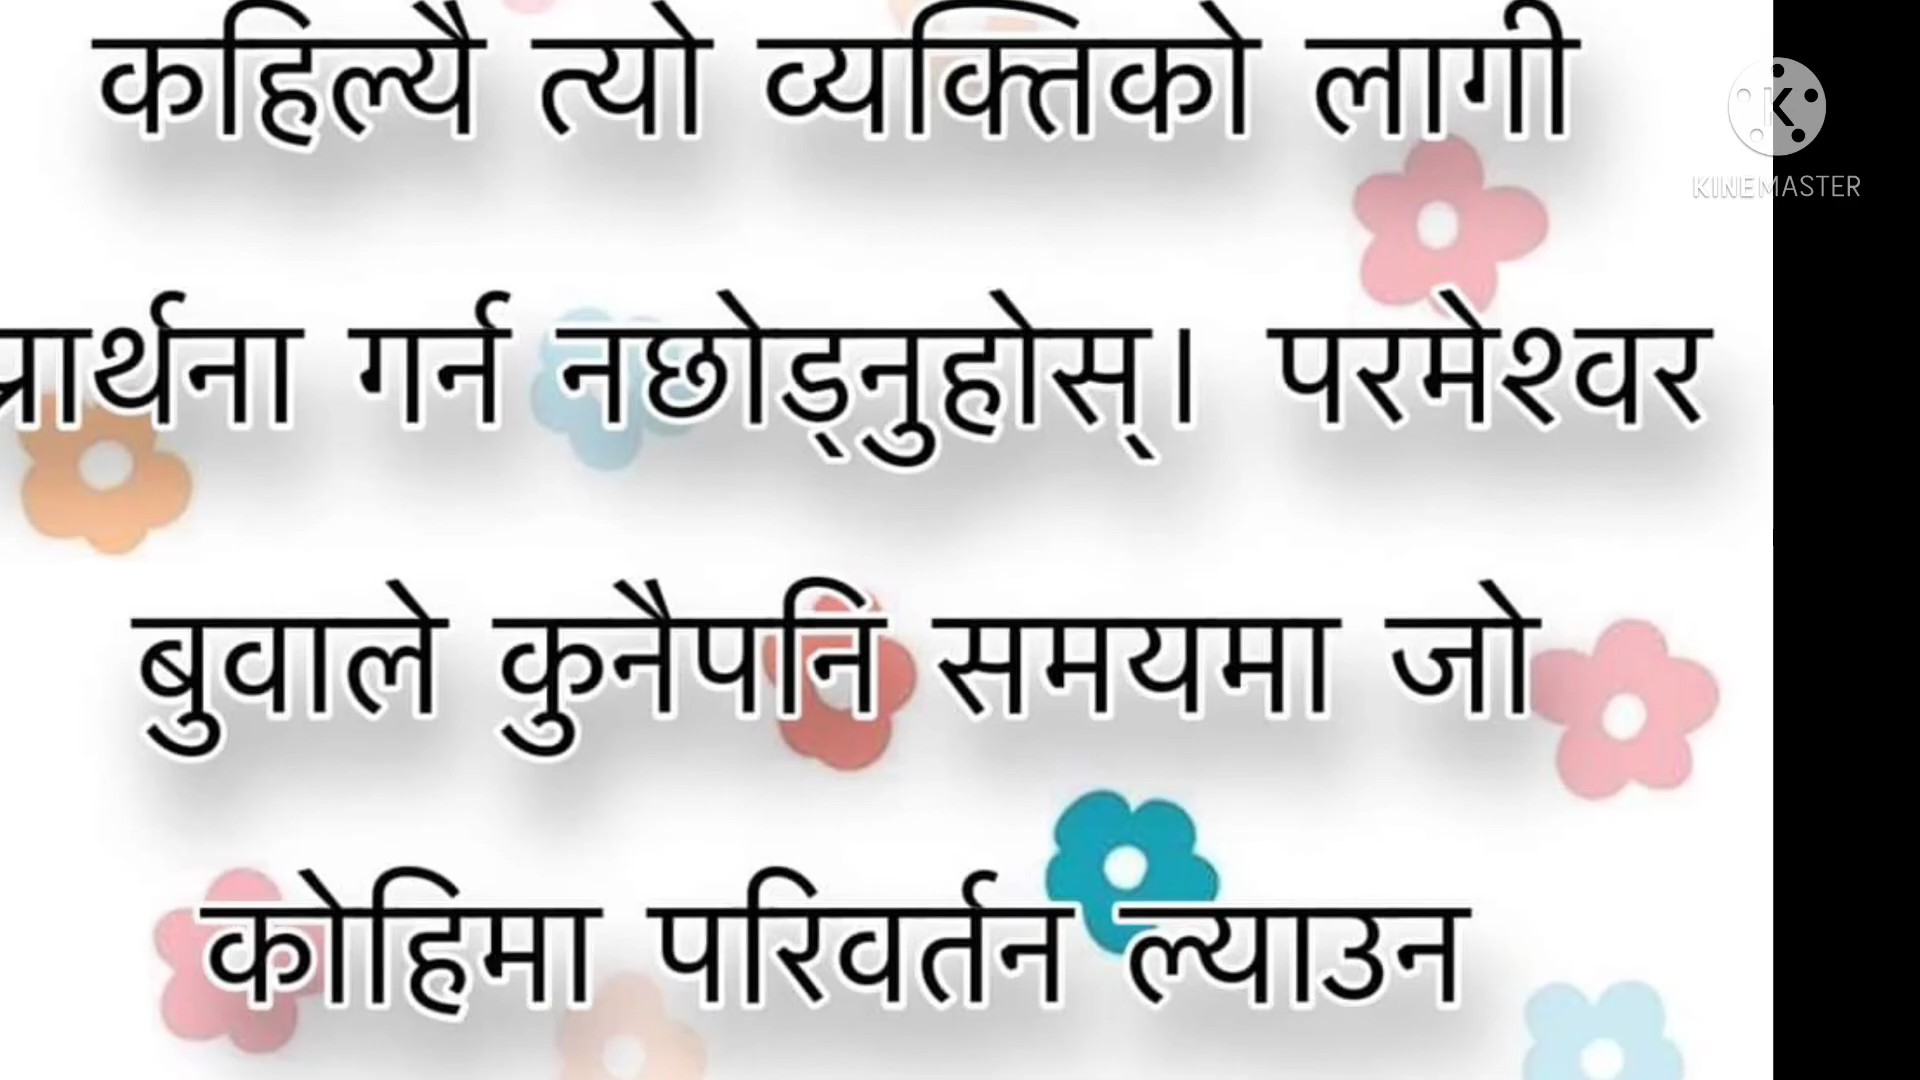 कहिल्यै त्यो व्यक्तिको लागी
प्रार्थना गर्न नछोड्नुहोस्। परमेश्वर
बुवाले कुनैपनि समयमा जो
कोहिमा परिवर्तन ल्याउन
KINEMASTER